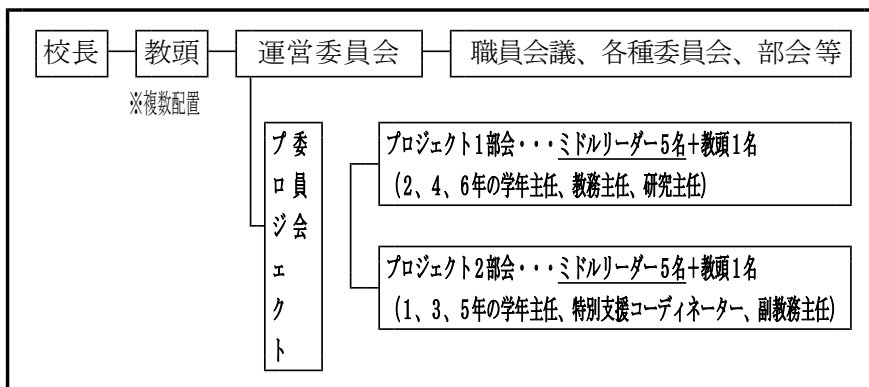 校長
教頭
運営委員会
職員会議、各種委員会、部会等
※複数配置
プロジェクト
委員会
プロジェクト1部会・・・ミドルリーダー5名+教頭1名
(2、4、6年の学年主任、教務主任、研究主任)
プロジェクト2部会・・・ミドルリーダー5名+教頭1名
(1、3、5年の学年主任、特別支援コーディネーター、副教務主任)